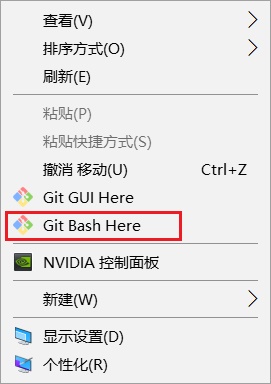 查看(V)
排序方式(O)
刷新(E)
粘贴(P)
粘贴快捷方式(S)
撤消 移动(U) Ctrl+Z
Git GUI Here
Git Bash Here
NVIDIA 控制面板
新建(W)
显示设置(D)
个性化(R)